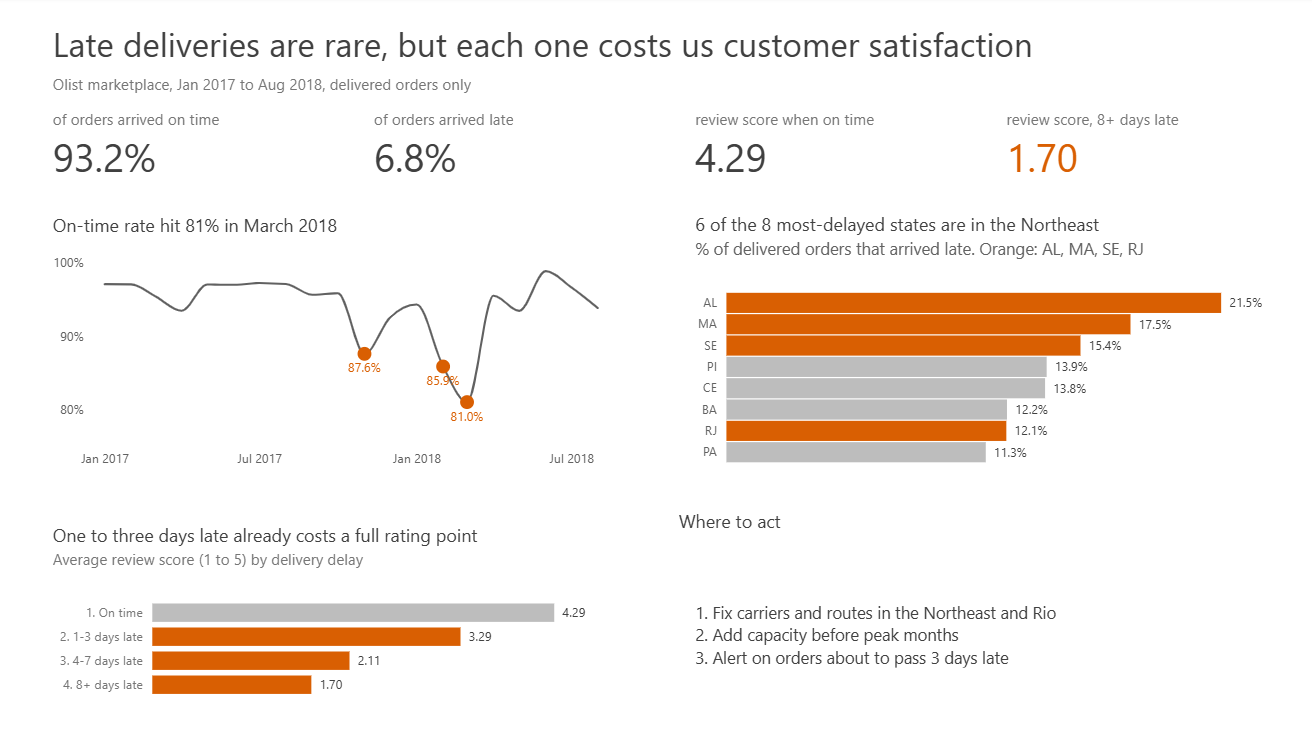 Late deliveries are rare, but each one costs us customer satisfaction
Olist marketplace, Jan 2017 to Aug 2018, delivered orders only
of orders arrived on time
93.2%
of orders arrived late
6.8%
review score when on time
4.29
review score, 8+ days late
1.70
On-time rate hit 81% in March 2018
100%
90%
80%
87.6%
85.9%
81.0%
Jan 2017
Jul 2017
Jan 2018
Jul 2018
6 of the 8 most-delayed states are in the Northeast
% of delivered orders that arrived late. Orange: AL, MA, SE, RJ
AL 21.5%
MA 17.5%
SE 15.4%
PI 13.9%
CE 13.8%
BA 12.2%
RJ 12.1%
PA 11.3%
One to three days late already costs a full rating point
Average review score (1 to 5) by delivery delay
1. On time 4.29
2. 1-3 days late 3.29
3. 4-7 days late 2.11
4. 8+ days late 1.70
Where to act
1. Fix carriers and routes in the Northeast and Rio
2. Add capacity before peak months
3. Alert on orders about to pass 3 days late